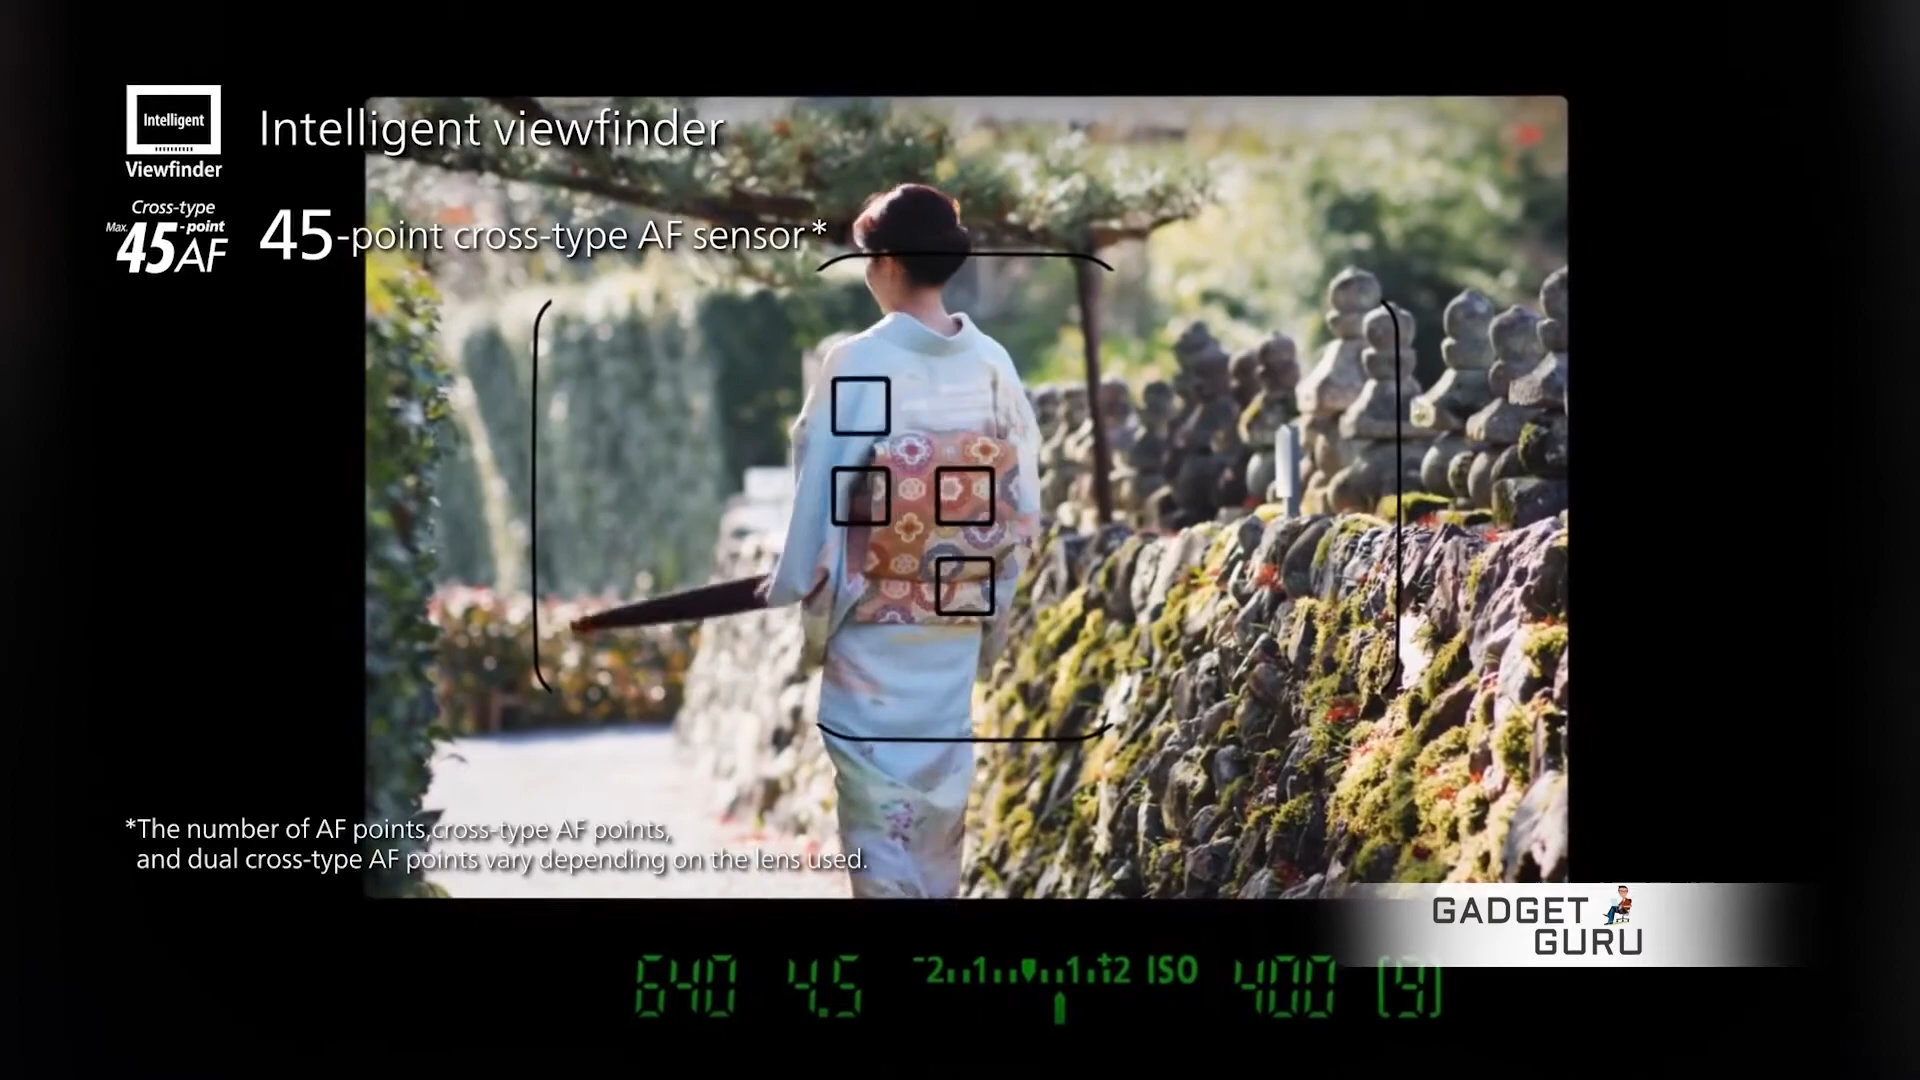 Intelligent
Viewfinder
Intelligent viewfinder
Cross-type
Max.45-point AF
45-point cross-type AF sensor*
*The number of AF points,cross-type AF points,
and dual cross-type AF points vary depending on the lens used.
GADGET
GURU
640 4.5 -2..1..▼..1..+2 ISO 400 [9]